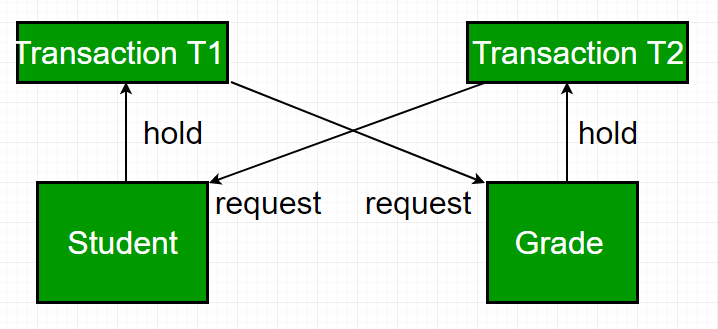 Transaction T1
Transaction T2
hold
hold
request
request
Student
Grade